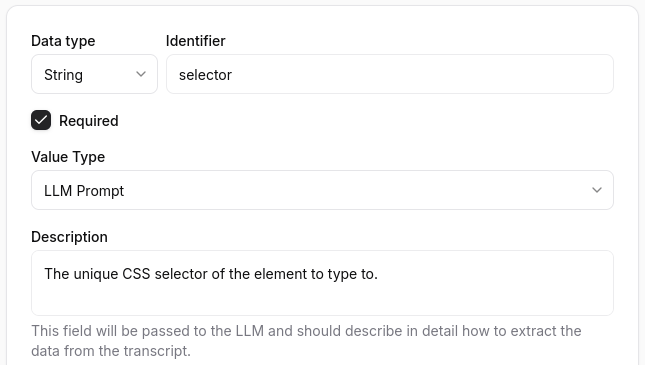 Data type
Identifier
String
selector
Required
Value Type
LLM Prompt
Description
The unique CSS selector of the element to type to.
This field will be passed to the LLM and should describe in detail how to extract the
data from the transcript.